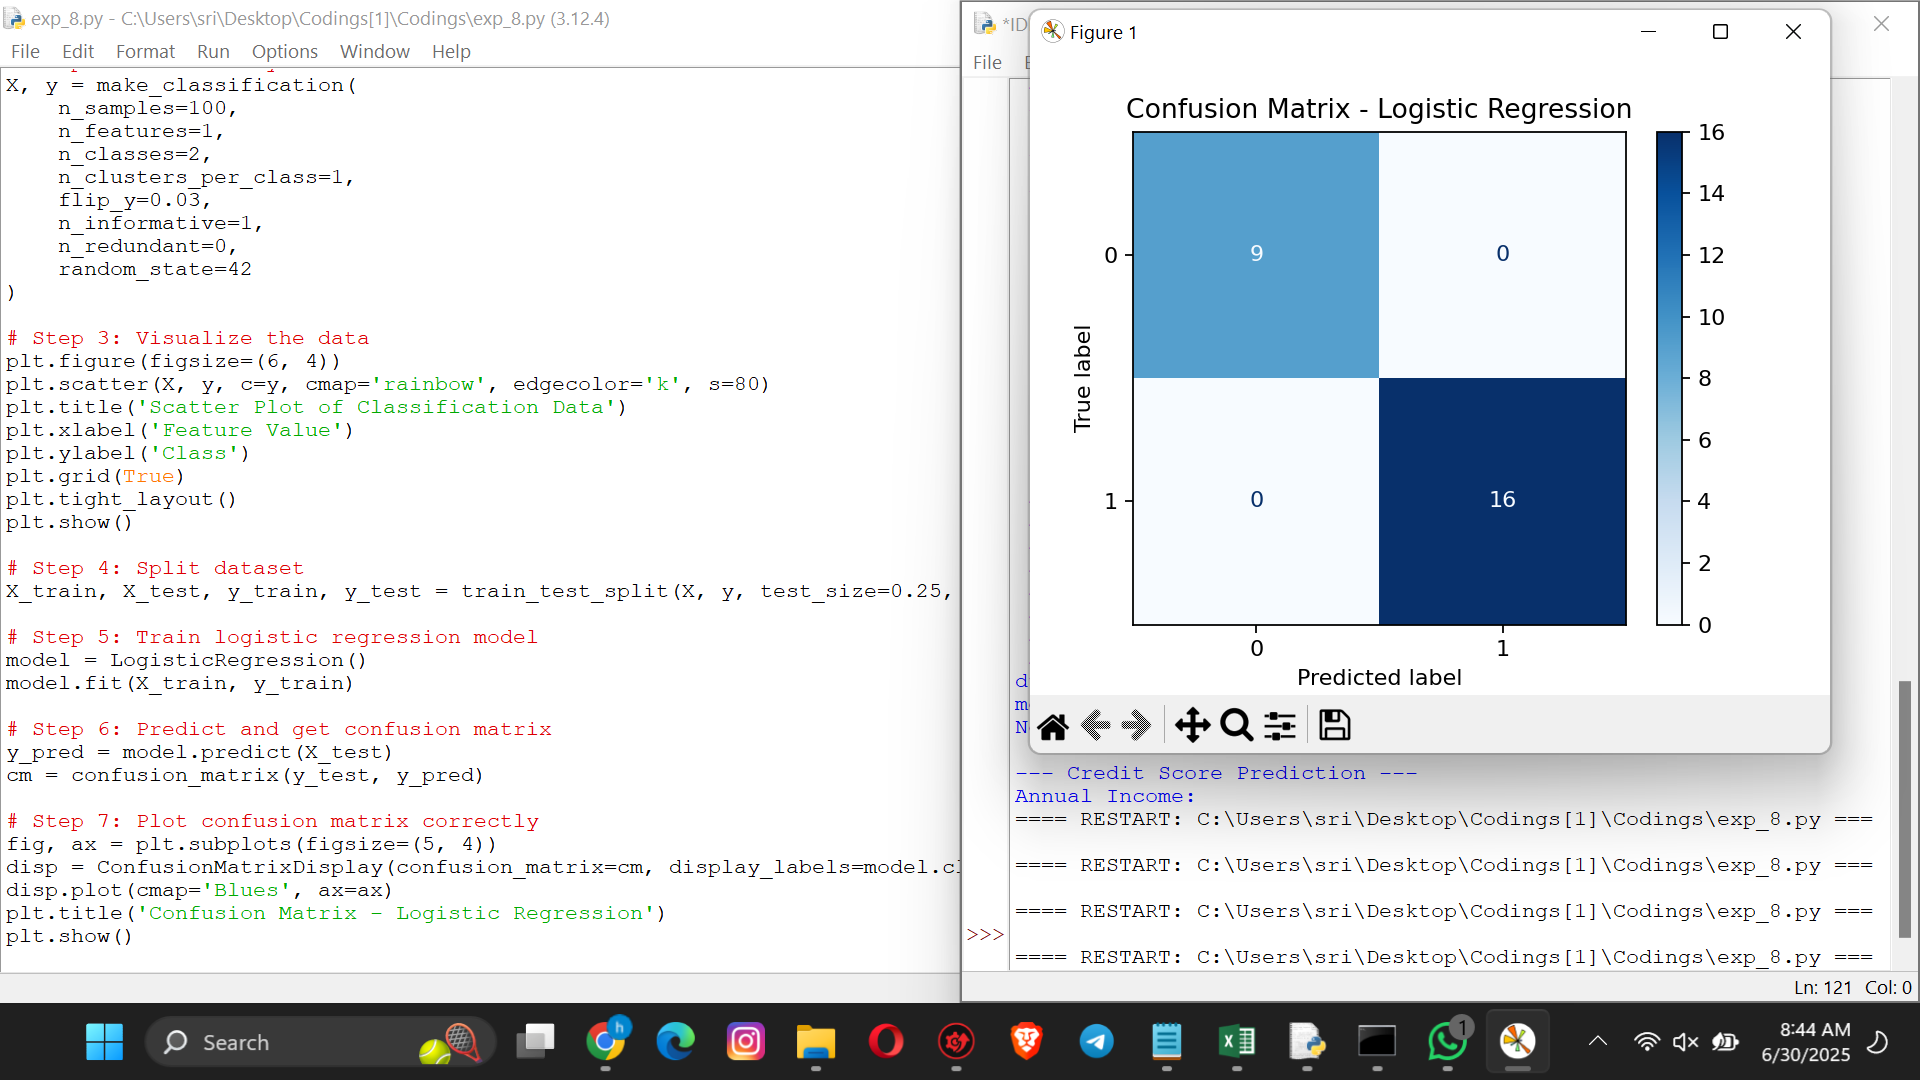 exp_8.py - C:\Users\sri\Desktop\Codings[1]\Codings\exp_8.py (3.12.4)
File Edit Format Run Options Window Help
X, y = make_classification(
    n_samples=100,
    n_features=1,
    n_classes=2,
    n_clusters_per_class=1,
    flip_y=0.03,
    n_informative=1,
    n_redundant=0,
    random_state=42
)
# Step 3: Visualize the data
plt.figure(figsize=(6, 4))
plt.scatter(X, y, c=y, cmap='rainbow', edgecolor='k', s=80)
plt.title('Scatter Plot of Classification Data')
plt.xlabel('Feature Value')
plt.ylabel('Class')
plt.grid(True)
plt.tight_layout()
plt.show()
# Step 4: Split dataset
X_train, X_test, y_train, y_test = train_test_split(X, y, test_size=0.25,
# Step 5: Train logistic regression model
model = LogisticRegression()
model.fit(X_train, y_train)
# Step 6: Predict and get confusion matrix
y_pred = model.predict(X_test)
cm = confusion_matrix(y_test, y_pred)
# Step 7: Plot confusion matrix correctly
fig, ax = plt.subplots(figsize=(5, 4))
disp = ConfusionMatrixDisplay(confusion_matrix=cm, display_labels=model.cl
disp.plot(cmap='Blues', ax=ax)
plt.title('Confusion Matrix - Logistic Regression')
plt.show()
*ID
File
Figure 1
Confusion Matrix - Logistic Regression
True label
0
1
9 0
0 16
0 1
Predicted label
16
14
12
10
8
6
4
2
0
--- Credit Score Prediction ---
Annual Income:
==== RESTART: C:\Users\sri\Desktop\Codings[1]\Codings\exp_8.py ===
==== RESTART: C:\Users\sri\Desktop\Codings[1]\Codings\exp_8.py ===
==== RESTART: C:\Users\sri\Desktop\Codings[1]\Codings\exp_8.py ===
>>>
==== RESTART: C:\Users\sri\Desktop\Codings[1]\Codings\exp_8.py ===
Ln: 121 Col: 0
Search
h
1
8:44 AM
6/30/2025